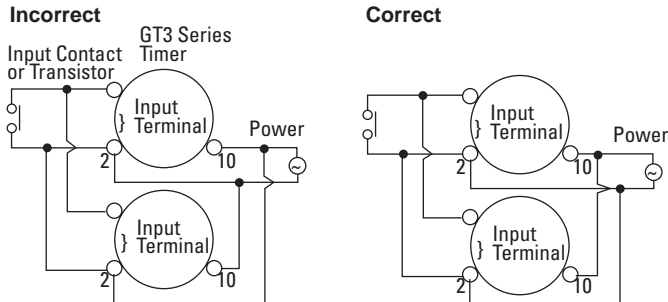 Incorrect
GT3 Series
Timer
Input Contact
or Transistor
Input
} Terminal
Power
2
10
~
Input
} Terminal
2
10
Correct
Input
} Terminal
Power
2
10
~
Input
} Terminal
2
10